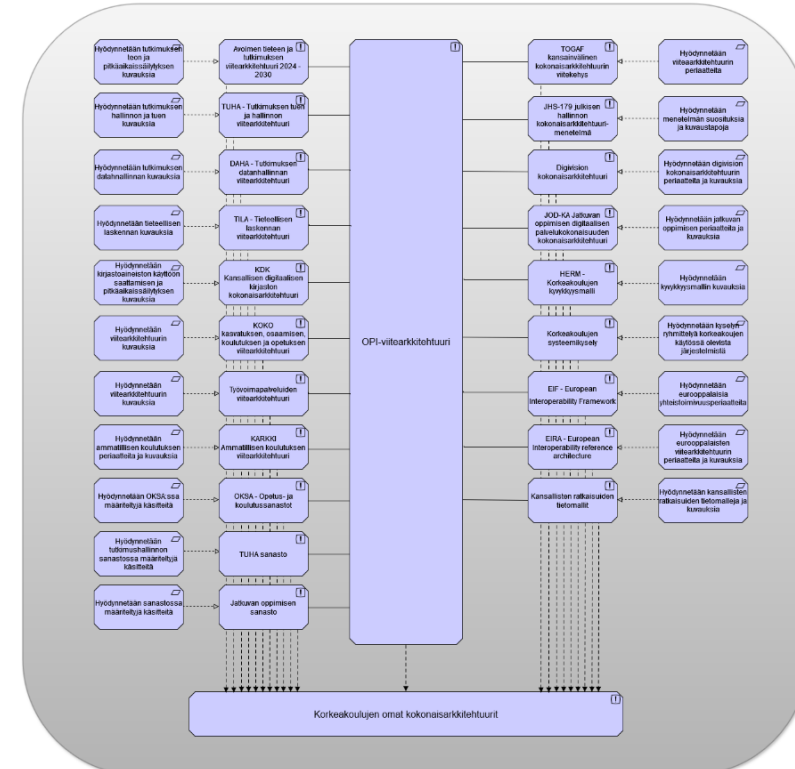 Hyödynnetään tutkimuksen
teon ja
pitkäaikaissäilytyksen
kuvauksia
Avoimen tieteen ja
tutkimuksen
viitearkkitehtuuri 2024 -
2030
Hyödynnetään tutkimuksen
hallinnon ja tuen
kuvauksia
TUHA - Tutkimuksen tuen
ja hallinnon
viitearkkitehtuuri
Hyödynnetään tutkimuksen
datanhallinnan kuvauksia
DAHA - Tutkimuksen
datanhallinnan
viitearkkitehtuuri
Hyödynnetään tieteellisen
laskennan kuvauksia
TILA - Tieteellisen
laskennan
viitearkkitehtuuri
Hyödynnetään
kirjastoaineiston käyttöön
saattamisen ja
pitkäaikaissäilytyksen
kuvauksia
KDK
Kansallisen digitaalisen
kirjaston
kokonaisarkkitehtuuri
Hyödynnetään
viitearkkitehtuurin
kuvauksia
KOKO
kasvatuksen, osaamisen,
koulutuksen ja opetuksen
viitearkkitehtuuri
Hyödynnetään
viitearkkitehtuurin
kuvauksia
Työvoimapalveluiden
viitearkkitehtuuri
Hyödynnetään
ammatillisen koulutuksen
periaatteita ja kuvauksia
KARKKI
Ammatillisen koulutuksen
viitearkkitehtuuri
Hyödynnetään OKSA:ssa
määriteltyjä käsitteitä
OKSA - Opetus- ja
koulutussanastot
Hyödynnetään
tutkimushallinnon
sanastossa määriteltyjä
käsitteitä
TUHA sanasto
Hyödynnetään sanastossa
määriteltyjä käsitteitä
Jatkuvan oppimisen
sanasto
OPI-viitearkkitehtuuri
TOGAF
kansainvälinen
kokonaisarkkitehtuurin
viitekehys
Hyödynnetään
viiteaarkkitehtuurin
periaatteita
JHS-179 julkisen
hallinnon
kokonaisarkkitehtuuri-
menetelmä
Hyödynnetään
menetelmän suosituksia
ja kuvaustapoja
Digivision
kokonaisarkkitehtuuri
Hyödynnetään digivision
kokonaisarkkitehtuurin
periaatteita ja kuvauksia
JOD-KA Jatkuvan
oppimisen digitaalisen
palvelukokonaisuuden
kokonaisarkkitehtuuri
Hyödynnetään jatkuvan
oppimisen periaatteita ja
kuvauksia
HERM -
Korkeakoulujen
kyvykkyysmalli
Hyödynnetään
kyvykkyysmallin kuvauksia
Korkeakoulujen
systeemikysely
Hyödynnetään kyselyn
ryhmittelyä korkeakoujen
käytössä olevista
järjestelmistä
EIF - European
Interoperability Framework
Hyödynnetään
eurooppalaisia
yhteistoimivuusperiaatteita
EIRA - European
Interoperability reference
architecture
Hyödynnetään
eurooppalaisten
viitearkkitehtuurin
periaatteita ja kuvauksia
Kansallisten ratkaisuiden
tietomallit
Hyödynnetään kansallisten
ratkaisuiden tietomalleja ja
kuvauksia
Korkeakoulujen omat kokonaisarkkitehtuurit